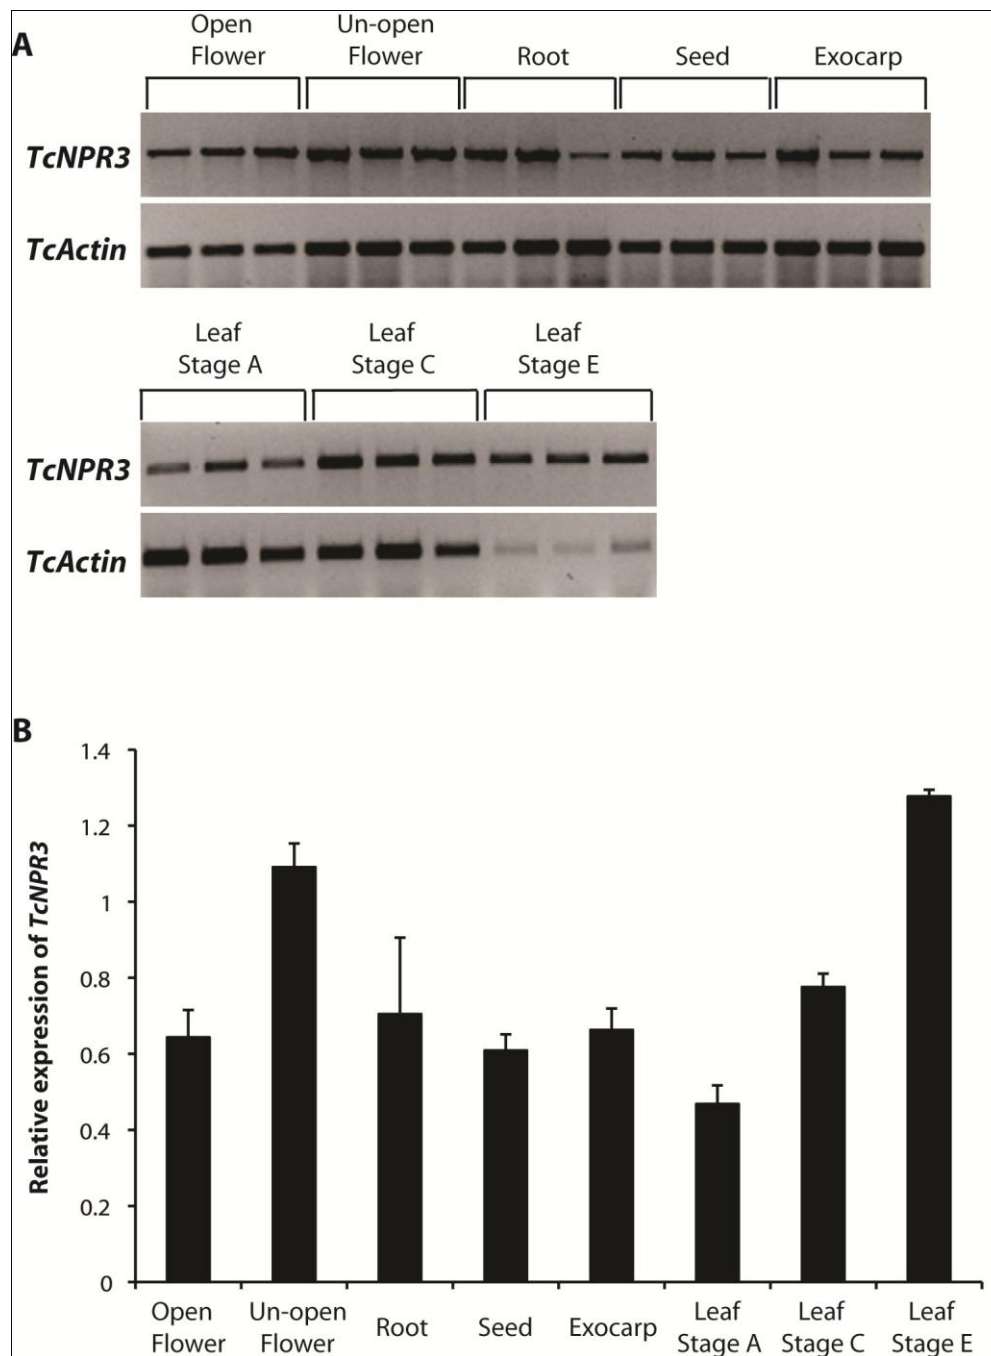 A
Open
Flower
Un-open
Flower
Root
Seed
Exocarp
TcNPR3
TcActin
Leaf
Stage A
Leaf
Stage C
Leaf
Stage E
TcNPR3
TcActin
B
Relative expression of TcNPR3
1.4
1.2
1
0.8
0.6
0.4
0.2
0
Open
Flower
Un-open
Flower
Root
Seed
Exocarp
Leaf
Stage A
Leaf
Stage C
Leaf
Stage E